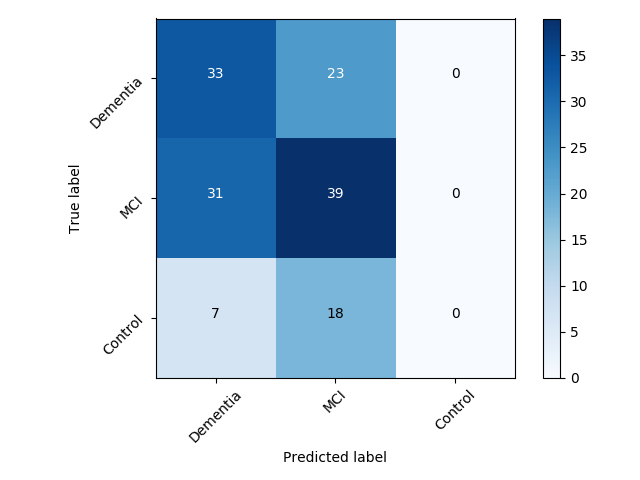 Dementia 33 23 0
MCI 31 39 0
Control 7 18 0
True label
Dementia MCI Control
Predicted label
35
30
25
20
15
10
5
0